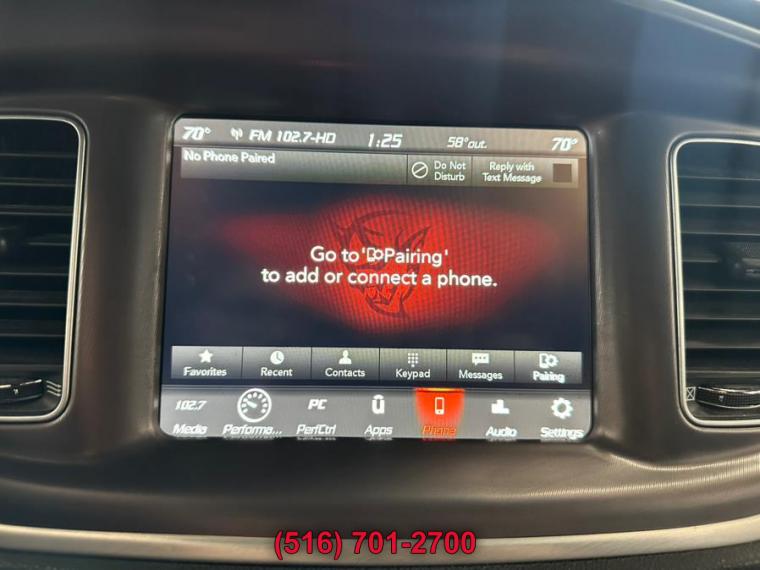 70° FM 102.7-HD 1:25 58°out. 70°
No Phone Paired
Do Not
Disturb
Reply with
Text Message
Go to 'Pairing'
to add or connect a phone.
Favorites Recent Contacts Keypad Messages Pairing
102.7 PC
Media Performa... PerfCtrl Apps Phone Audio Settings
(516) 701-2700